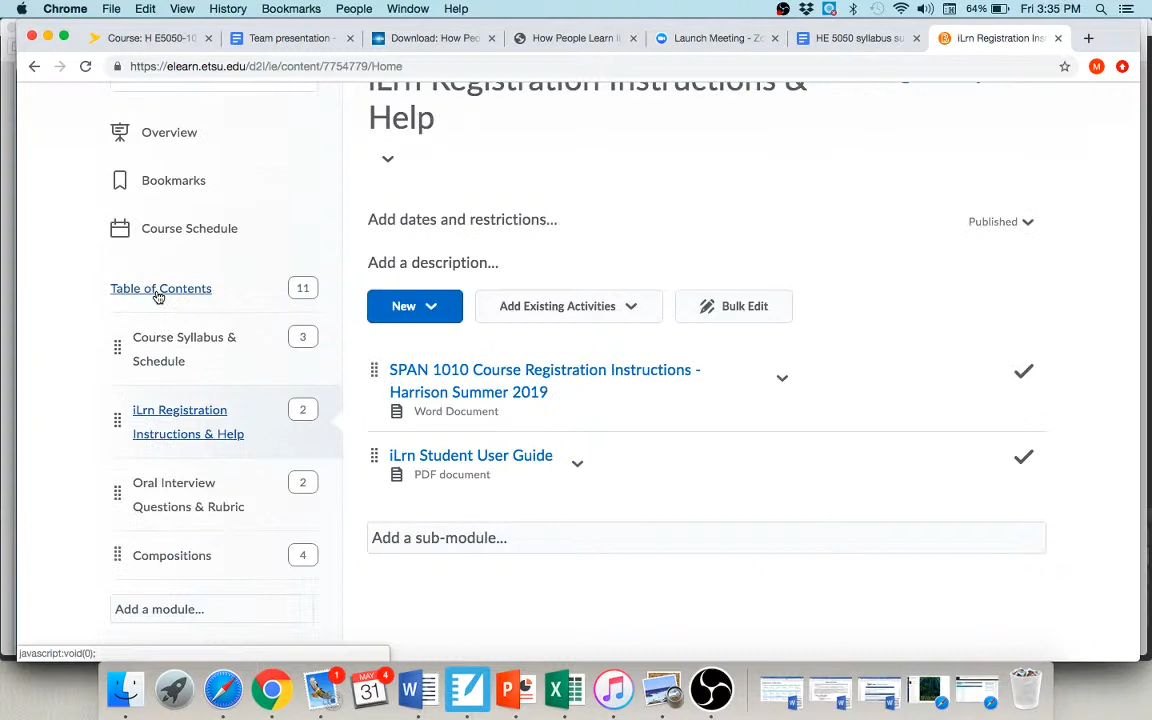 Chrome File Edit View History Bookmarks People Window Help 64% Fri 3:35 PM
Course: H E5050-10
Team presentation -
Download: How Peo
How People Learn I
Launch Meeting - Zo
HE 5050 syllabus su
iLrn Registration Ins
https://elearn.etsu.edu/d2l/le/content/7754779/Home
M
iLrn Registration Instructions &
Help
Overview
Bookmarks
Course Schedule
Table of Contents 11
Course Syllabus &
Schedule
3
iLrn Registration
Instructions & Help
2
Oral Interview
Questions & Rubric
2
Compositions 4
Add a module...
Add dates and restrictions...
Published
Add a description...
New
Add Existing Activities
Bulk Edit
SPAN 1010 Course Registration Instructions -
Harrison Summer 2019
Word Document
iLrn Student User Guide
PDF document
Add a sub-module...
javascript:void(0);
1
MAY
31
4
W
P
X
W
W
W